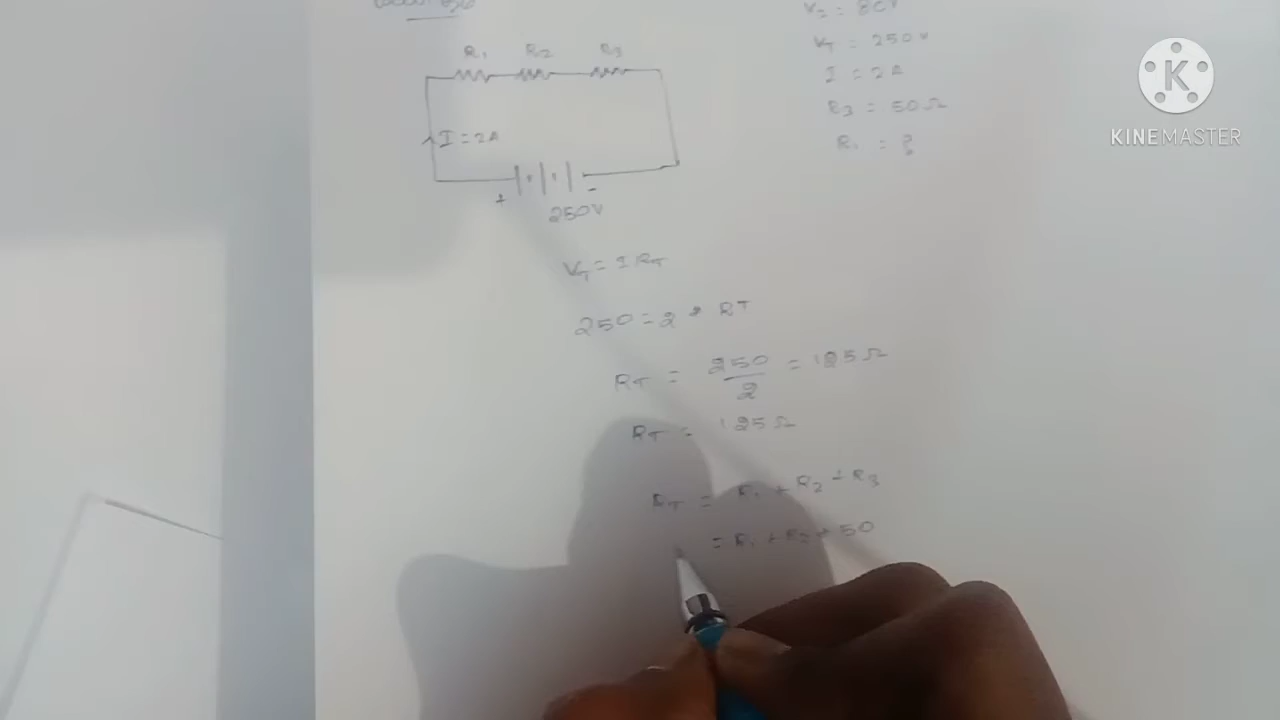 R1 R2 R3
I = 2A
+ -
250V
V2 = 80V
VT = 250V
I = 2A
R3 = 50Ω
R1 = ?
VT = IRT
250 = 2 * RT
RT = 250/2 = 125Ω
RT = 125Ω
RT = R1 + R2 + R3
= R1 + R2 + 50
K
KINEMASTER